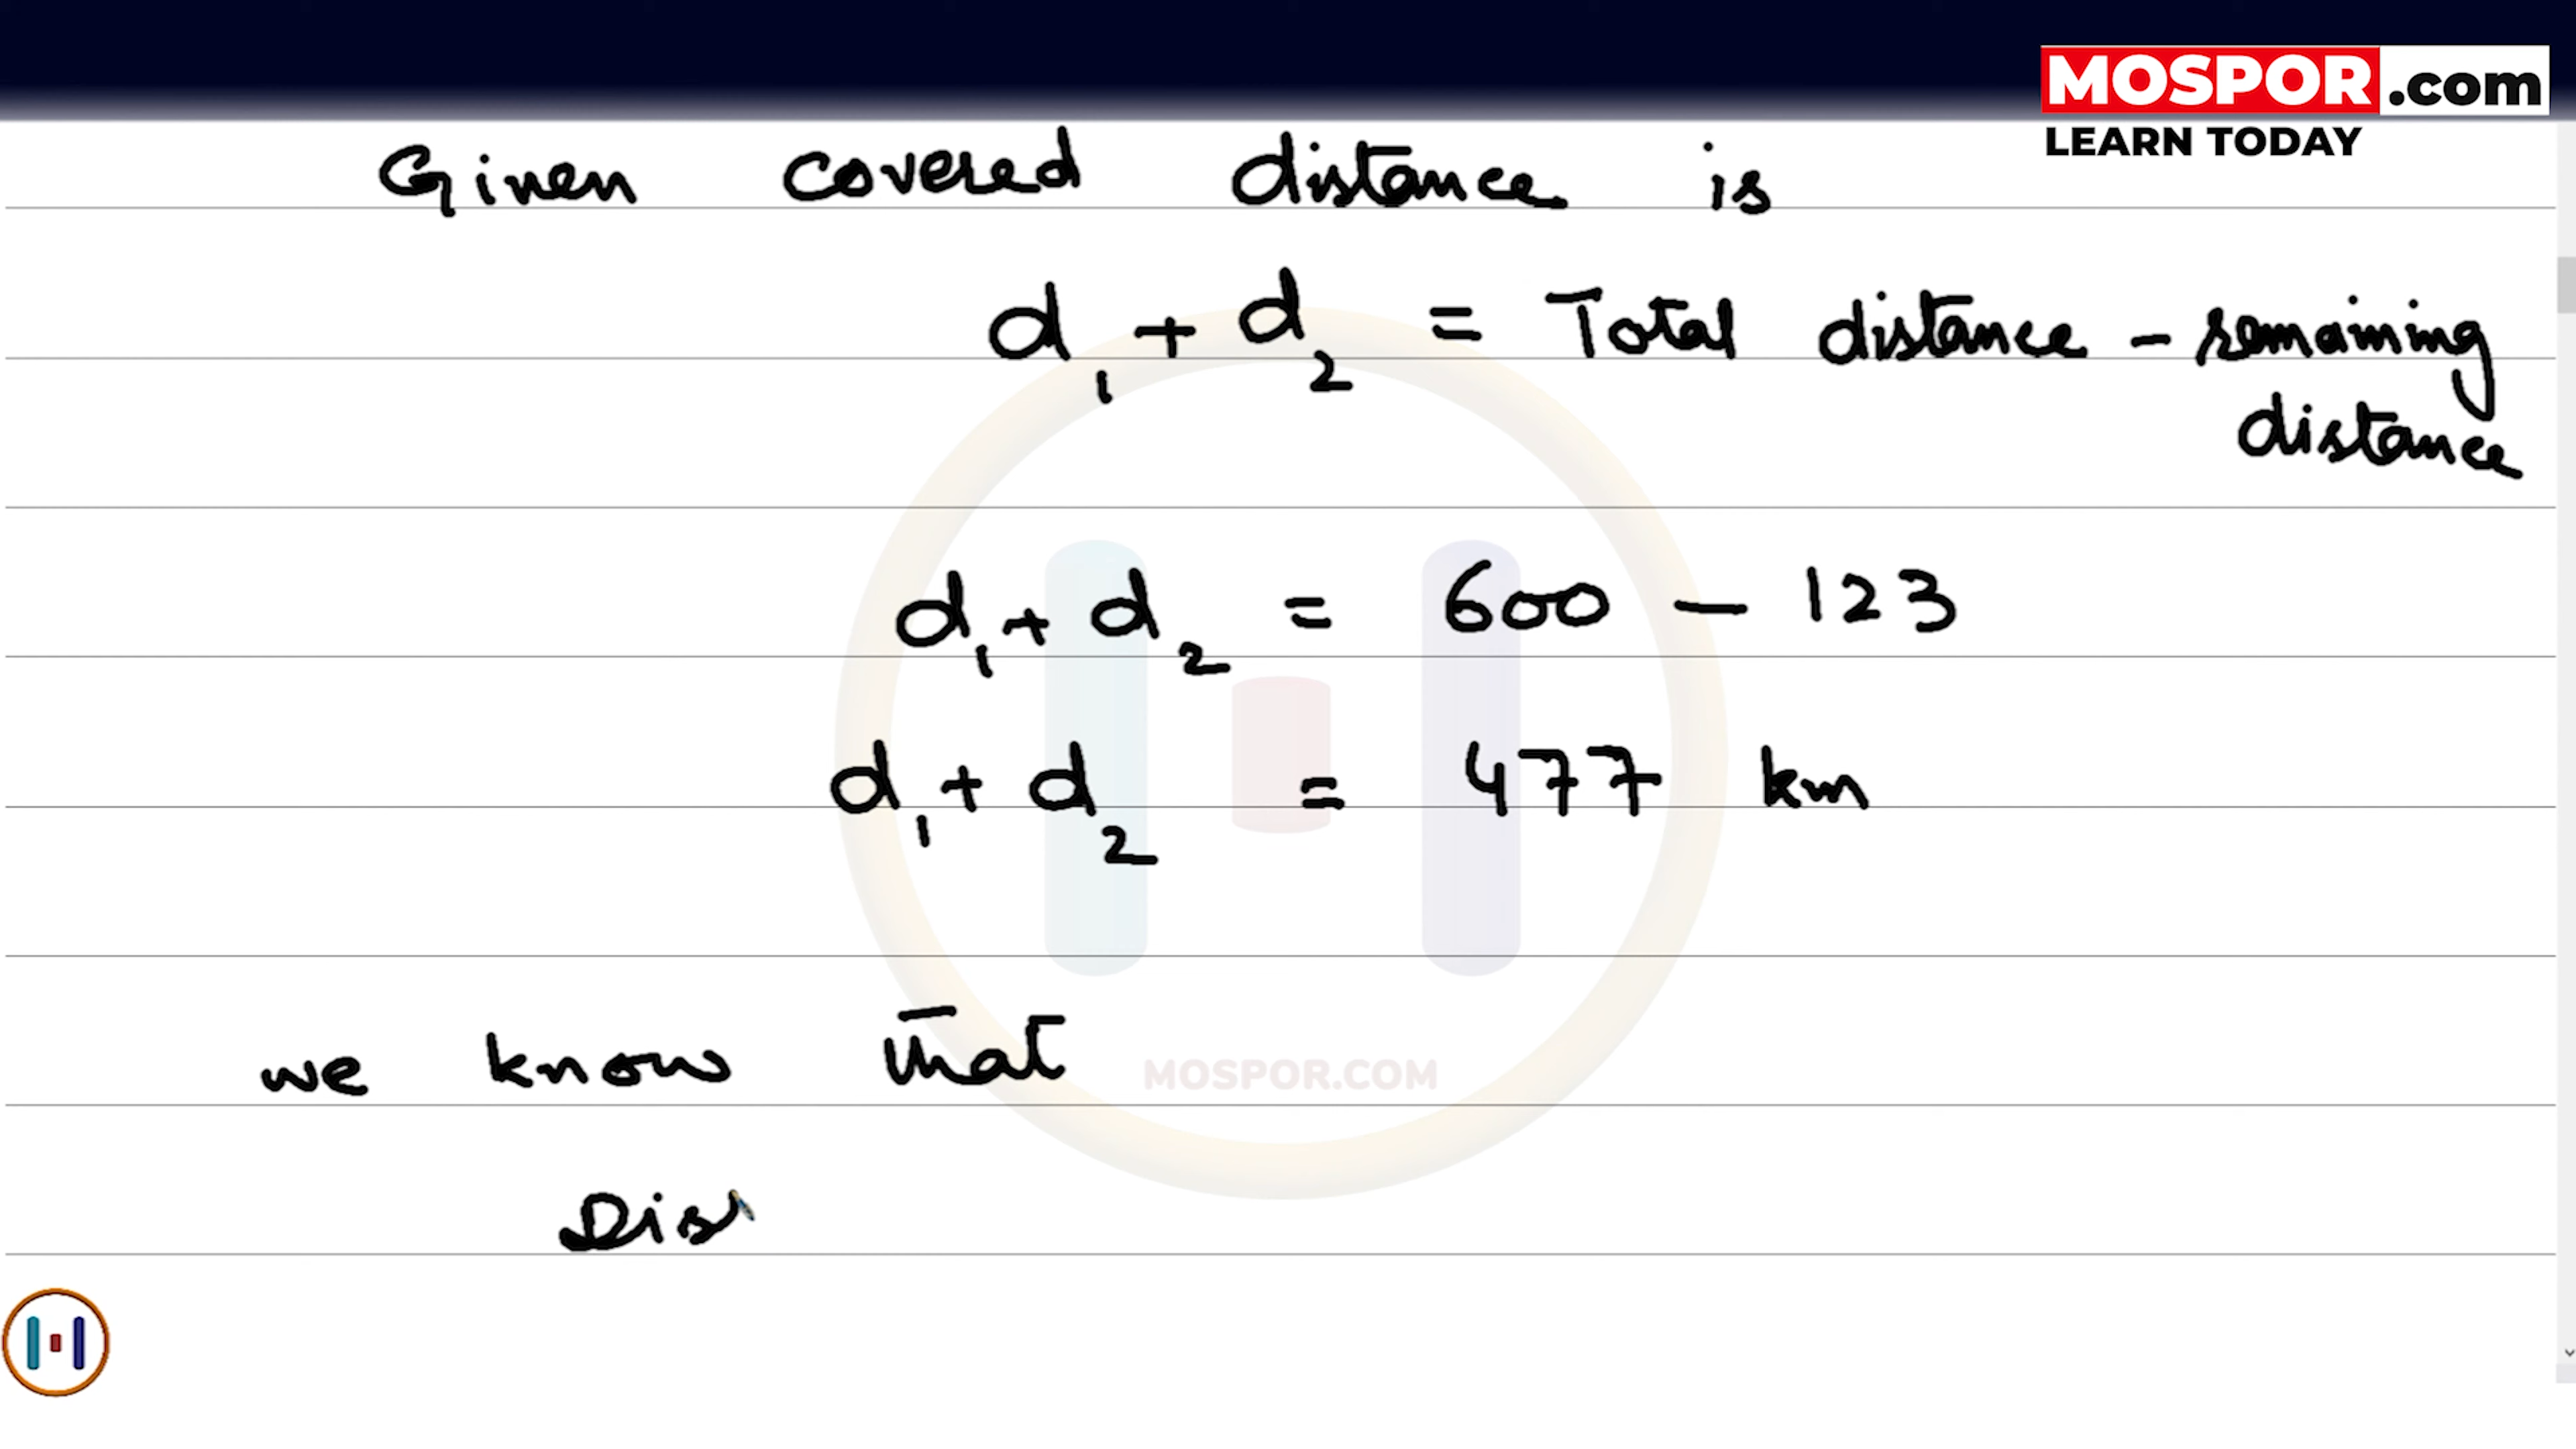 MOSPOR.com
LEARN TODAY
Given covered distance is
d₁ + d₂ = Total distance - remaining
distance
d₁ + d₂ = 600 - 123
d₁ + d₂ = 477 km
we know that
MOSPOR.COM
Dis